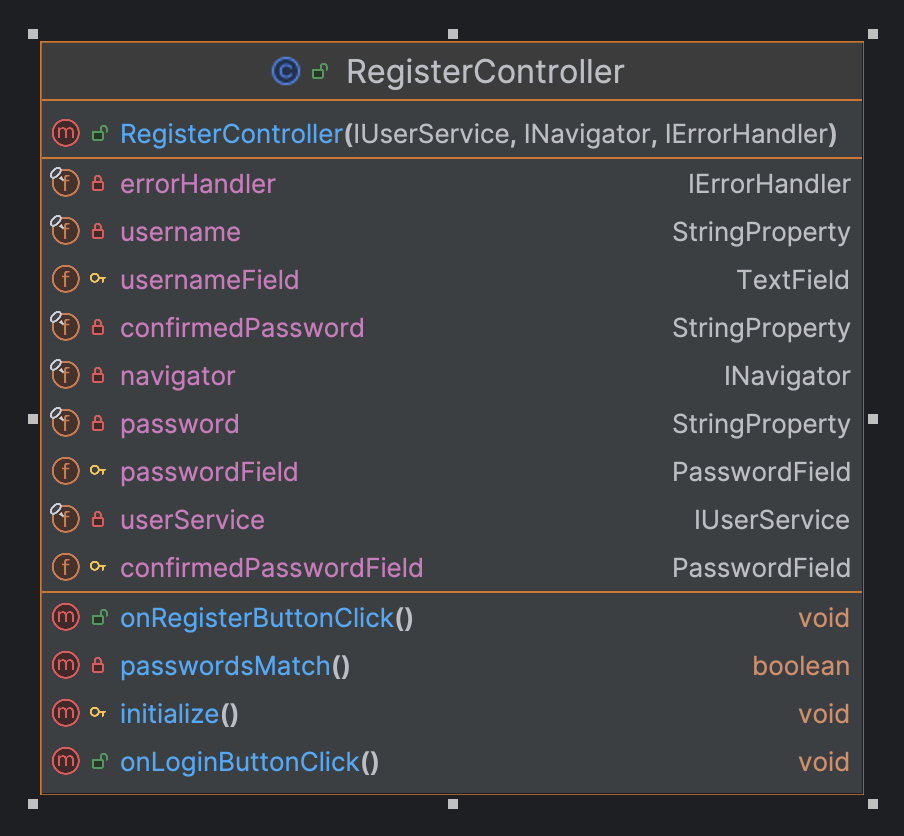 RegisterController
RegisterController(IUserService, INavigator, IErrorHandler)
errorHandler IErrorHandler
username StringProperty
usernameField TextField
confirmedPassword StringProperty
navigator INavigator
password StringProperty
passwordField PasswordField
userService IUserService
confirmedPasswordField PasswordField
onRegisterButtonClick() void
passwordsMatch() boolean
initialize() void
onLoginButtonClick() void